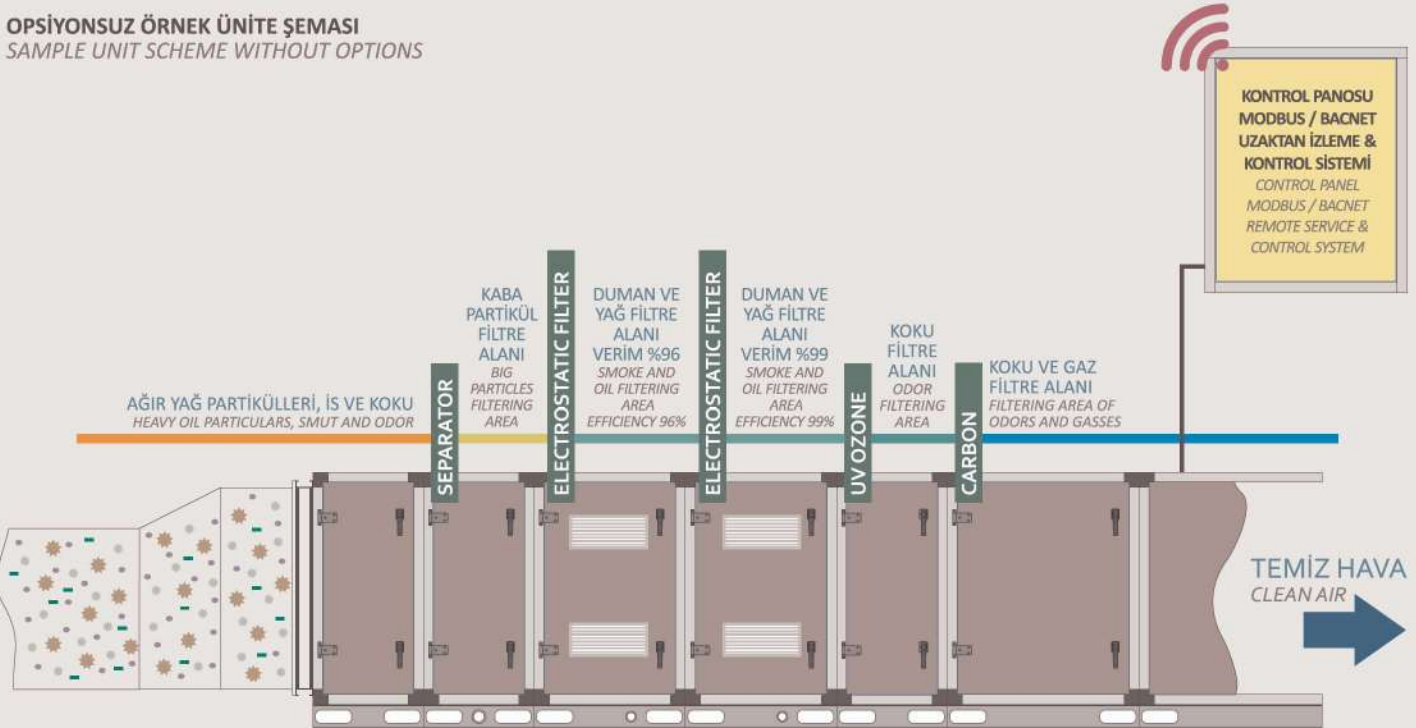 OPSİYONSUZ ÖRNEK ÜNİTE ŞEMASI
SAMPLE UNIT SCHEME WITHOUT OPTIONS
KONTROL PANOSU
MODBUS / BACNET
UZAKTAN İZLEME &
KONTROL SİSTEMİ
CONTROL PANEL
MODBUS / BACNET
REMOTE SERVICE &
CONTROL SYSTEM
AĞIR YAĞ PARTİKÜLLERİ, İS VE KOKU
HEAVY OIL PARTICULARS, SMUT AND ODOR
SEPARATOR
KABA
PARTİKÜL
FİLTRE
ALANI
BIG
PARTICLES
FILTERING
AREA
ELECTROSTATIC FILTER
DUMAN VE
YAĞ FİLTRE
ALANI
VERİM %96
SMOKE AND
OIL FILTERING
AREA
EFFICIENCY 96%
ELECTROSTATIC FILTER
DUMAN VE
YAĞ FİLTRE
ALANI
VERİM %99
SMOKE AND
OIL FILTERING
AREA
EFFICIENCY 99%
UV OZONE
KOKU
FİLTRE
ALANI
ODOR
FILTERING
AREA
CARBON
KOKU VE GAZ
FİLTRE ALANI
FILTERING AREA OF
ODORS AND GASSES
TEMİZ HAVA
CLEAN AIR